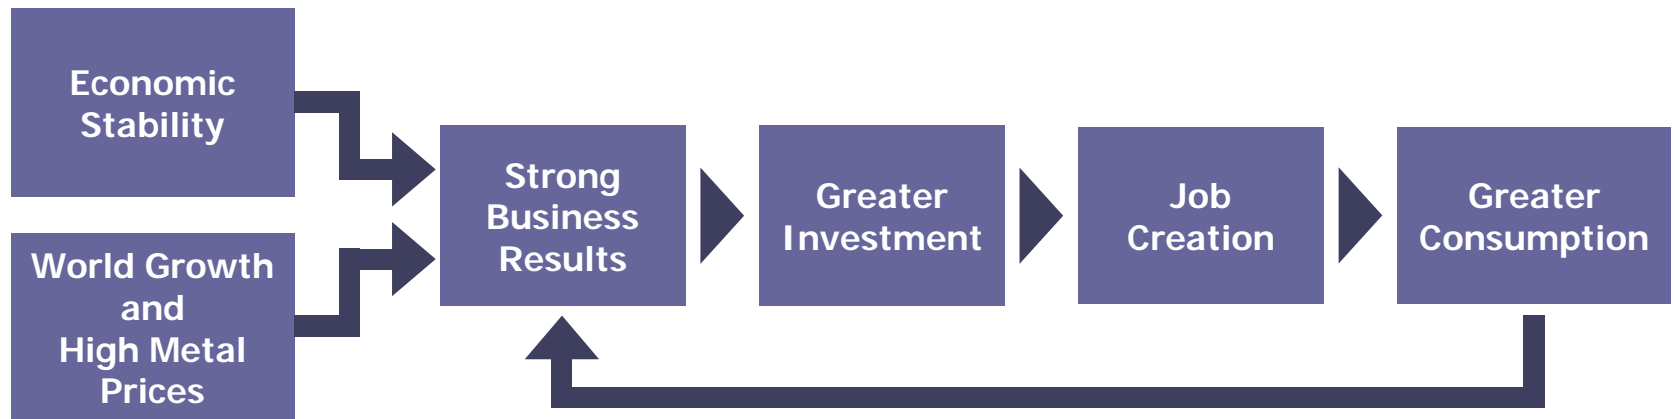 Economic
Stability
World Growth
and
High Metal
Prices
Strong
Business
Results
Greater
Investment
Job
Creation
Greater
Consumption